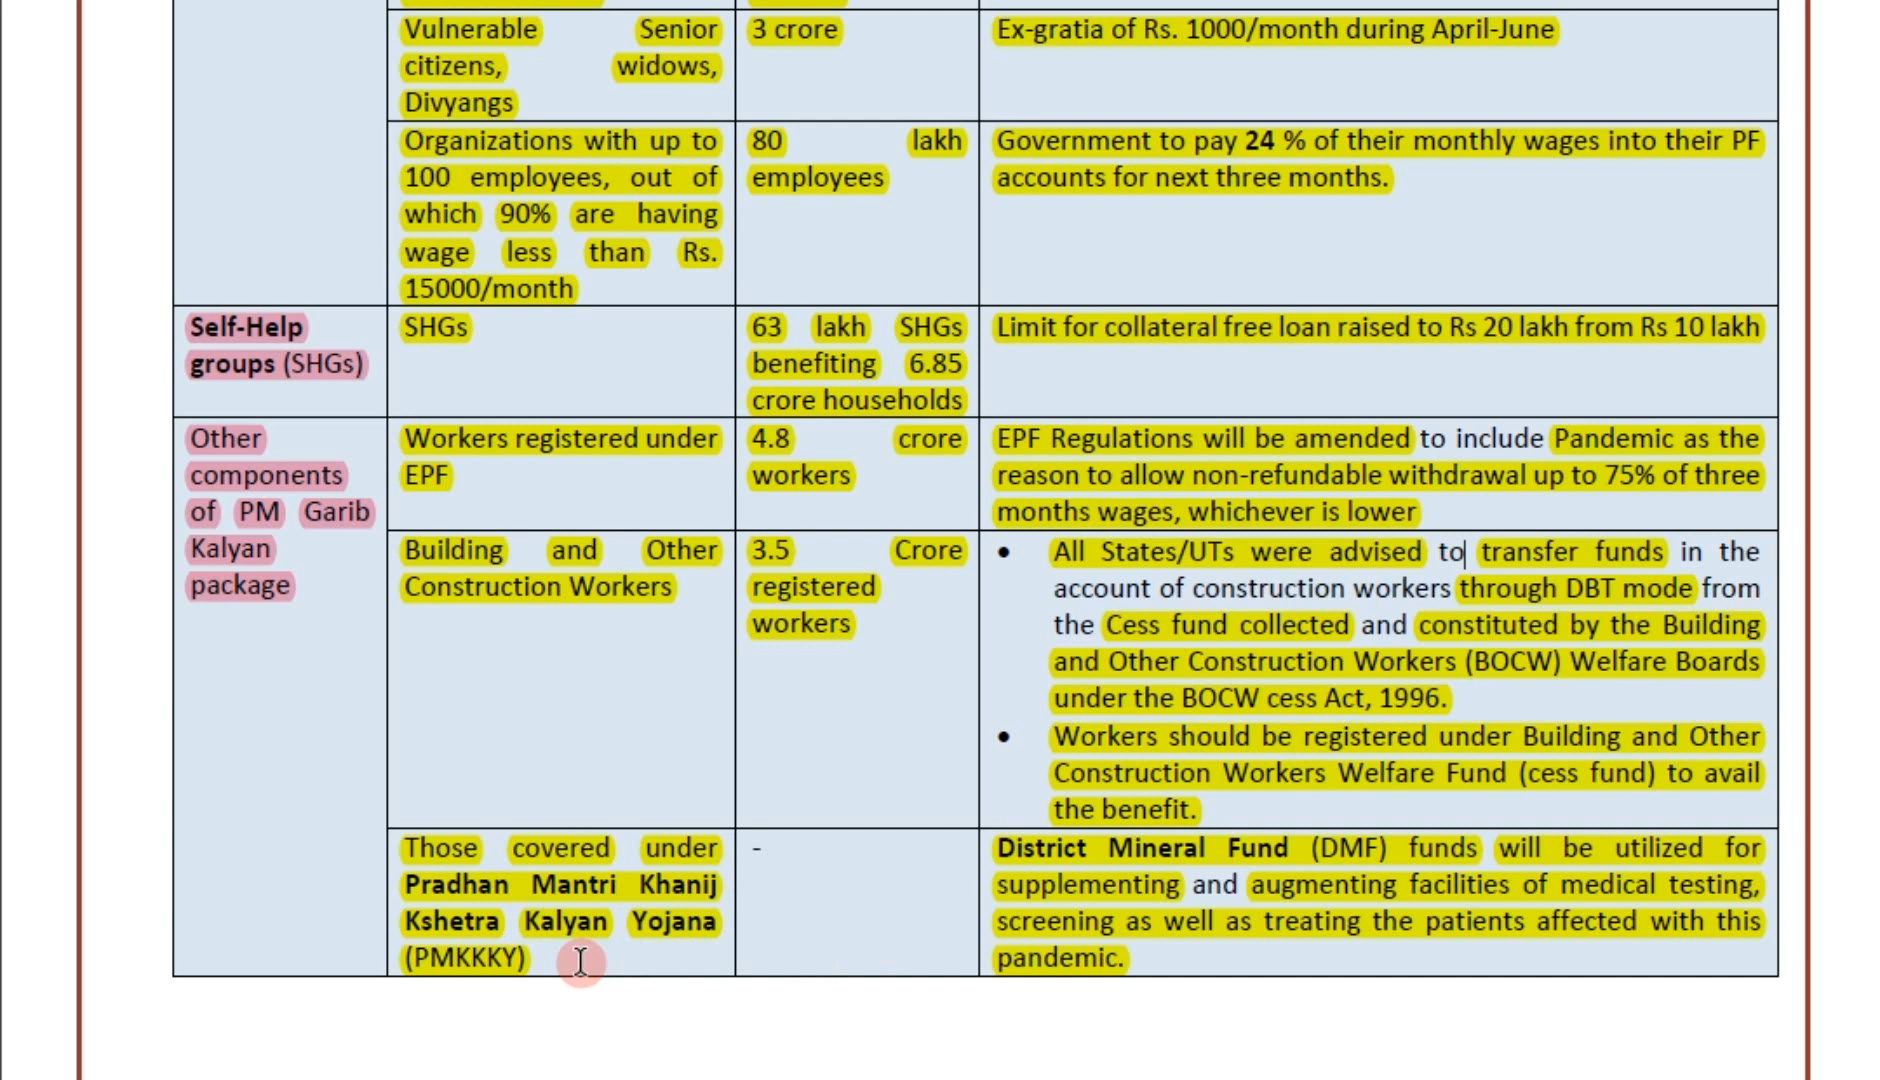 Vulnerable Senior
citizens, widows,
Divyangs
3 crore
Ex-gratia of Rs. 1000/month during April-June
Organizations with up to
100 employees, out of
which 90% are having
wage less than Rs.
15000/month
80 lakh
employees
Government to pay 24 % of their monthly wages into their PF
accounts for next three months.
Self-Help
groups (SHGs)
SHGs
63 lakh SHGs
benefiting 6.85
crore households
Limit for collateral free loan raised to Rs 20 lakh from Rs 10 lakh
Other
components
of PM Garib
Kalyan
package
Workers registered under
EPF
4.8 crore
workers
EPF Regulations will be amended to include Pandemic as the
reason to allow non-refundable withdrawal up to 75% of three
months wages, whichever is lower
Building and Other
Construction Workers
3.5 Crore
registered
workers
• All States/UTs were advised to transfer funds in the
account of construction workers through DBT mode from
the Cess fund collected and constituted by the Building
and Other Construction Workers (BOCW) Welfare Boards
under the BOCW cess Act, 1996.
• Workers should be registered under Building and Other
Construction Workers Welfare Fund (cess fund) to avail
the benefit.
Those covered under
Pradhan Mantri Khanij
Kshetra Kalyan Yojana
(PMKKKY)
-
District Mineral Fund (DMF) funds will be utilized for
supplementing and augmenting facilities of medical testing,
screening as well as treating the patients affected with this
pandemic.